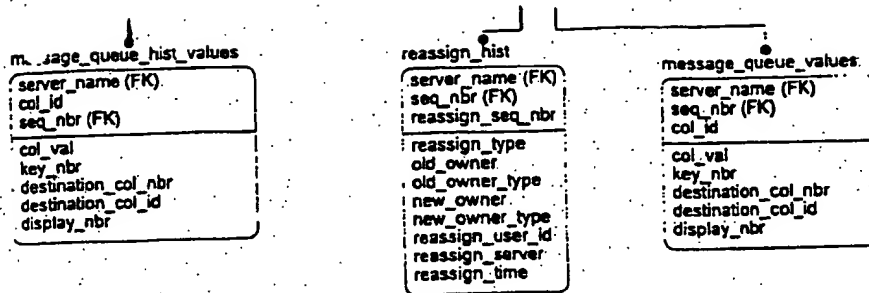 message_queue_hist_values
server_name (FK)
col_id
seq_nbr (FK)
col_val
key_nbr
destination_col_nbr
destination_col_id
display_nbr
reassign_hist
server_name (FK)
seq_nbr (FK)
reassign_seq_nbr
reassign_type
old_owner
old_owner_type
new_owner
new_owner_type
reassign_user_id
reassign_server
reassign_time
message_queue_values
server_name (FK)
seq_nbr (FK)
col_id
col_val
key_nbr
destination_col_nbr
destination_col_id
display_nbr